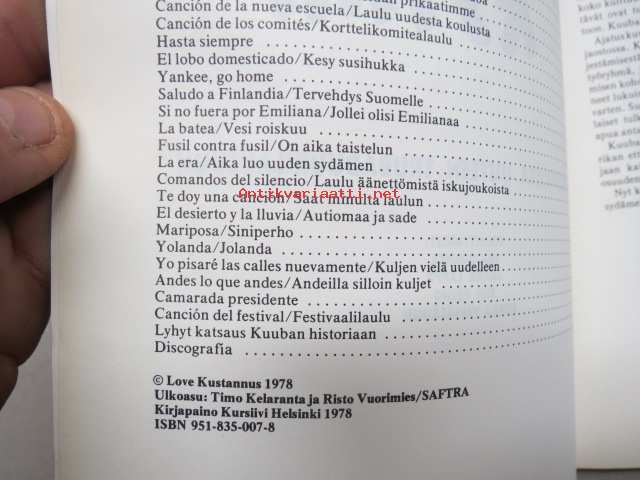 prikaatimme
Canción de la nueva escuela/Laulu uudesta koulusta
Canción de los comités/Korttelikomitealaulu
Hasta siempre
El lobo domesticado/Kesy susihukka
Yankee, go home
Saludo a Finlandia/Tervehdys Suomelle
Si no fuera por Emiliana/Jollei olisi Emilianaa
La batea/Vesi roiskuu
Fusil contra fusil/On aika taistelun
La era/Aika luo uuden sydämen
Comandos del silencio/Laulu äänettömistä iskujoukoista
Antikvariaatti.net
Te doy una canción/Saat minulta laulun
El desierto y la lluvia/Autiomaa ja sade
Mariposa/Siniperho
Yolanda/Jolanda
Yo pisaré las calles nuevamente/Kuljen vielä uudelleen
Andes lo que andes/Andeilla silloin kuljet
Camarada presidente
Canción del festival/Festivaalilaulu
Lyhyt katsaus Kuuban historiaan
Discografia
© Love Kustannus 1978
Ulkoasu: Timo Kelaranta ja Risto Vuorimies/SAFTRA
Kirjapaino Kursiivi Helsinki 1978
ISBN 951-835-007-8